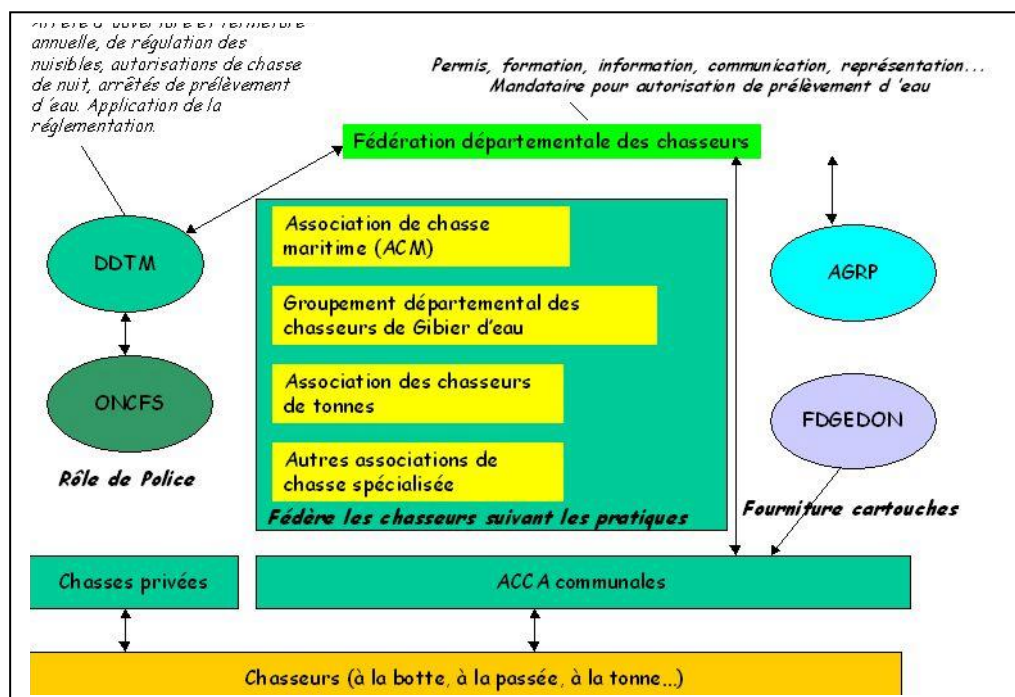 annuelle, de régulation des
nuisibles, autorisations de chasse
de nuit, arrêtés de prélèvement
d'eau. Application de la
réglementation.
Permis, formation, information, communication, représentation...
Mandataire pour autorisation de prélèvement d'eau
Fédération départementale des chasseurs
DDTM
Association de chasse
maritime (ACM)
AGRP
Groupement départemental des
chasseurs de Gibier d'eau
ONCFS
Association des chasseurs
de tonnes
FDGEDON
Rôle de Police
Autres associations de
chasse spécialisée
Fédère les chasseurs suivant les pratiques
Fourniture cartouches
Chasses privées
ACCA communales
Chasseurs (à la botte, à la passée, à la tonne...)